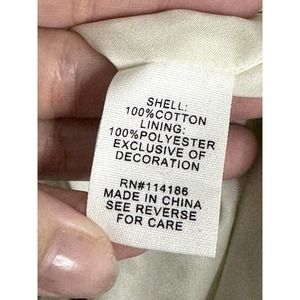 SHELL:
100%COTTON
LINING:
100%POLYESTER
EXCLUSIVE OF
DECORATION
RN#114186
MADE IN CHINA
SEE REVERSE
FOR CARE